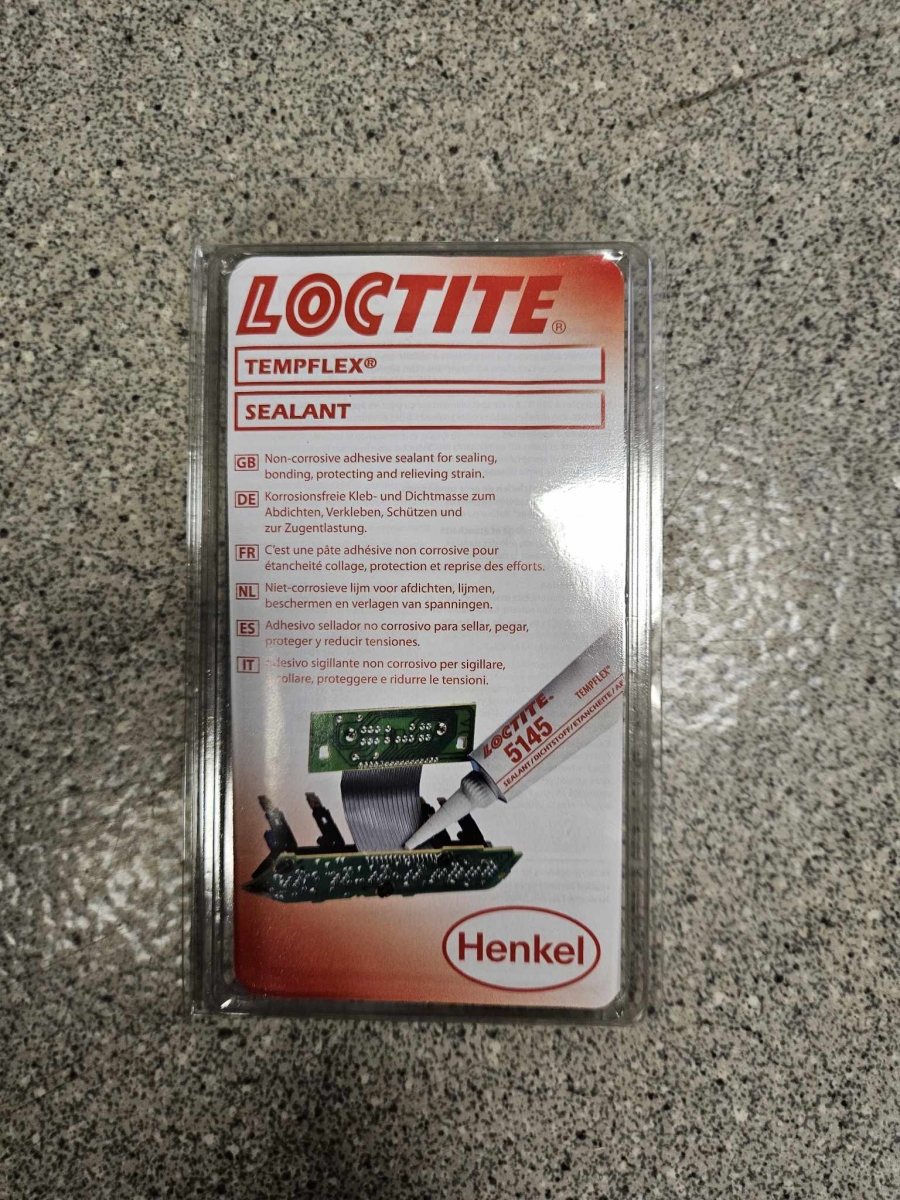 LOCTITE®
TEMPFLEX®
SEALANT
GB Non-corrosive adhesive sealant for sealing,
bonding, protecting and relieving strain.
DE Korrosionsfreie Kleb- und Dichtmasse zum
Abdichten, Verkleben, Schützen und
zur Zugentlastung.
FR C'est une pâte adhésive non corrosive pour
étancheité collage, protection et reprise des efforts.
NL Niet-corrosieve lijm voor afdichten, lijmen,
beschermen en verlagen van spanningen.
ES Adhesivo sellador no corrosivo para sellar, pegar,
proteger y reducir tensiones.
IT sigillante non corrosivo per sigillare,
proteggere e ridurre le tensioni.
LOCTITE™
5145
TEMPFLEX™
SEALANT/DICHTSTOFF/ETANCHEITE/
Henkel